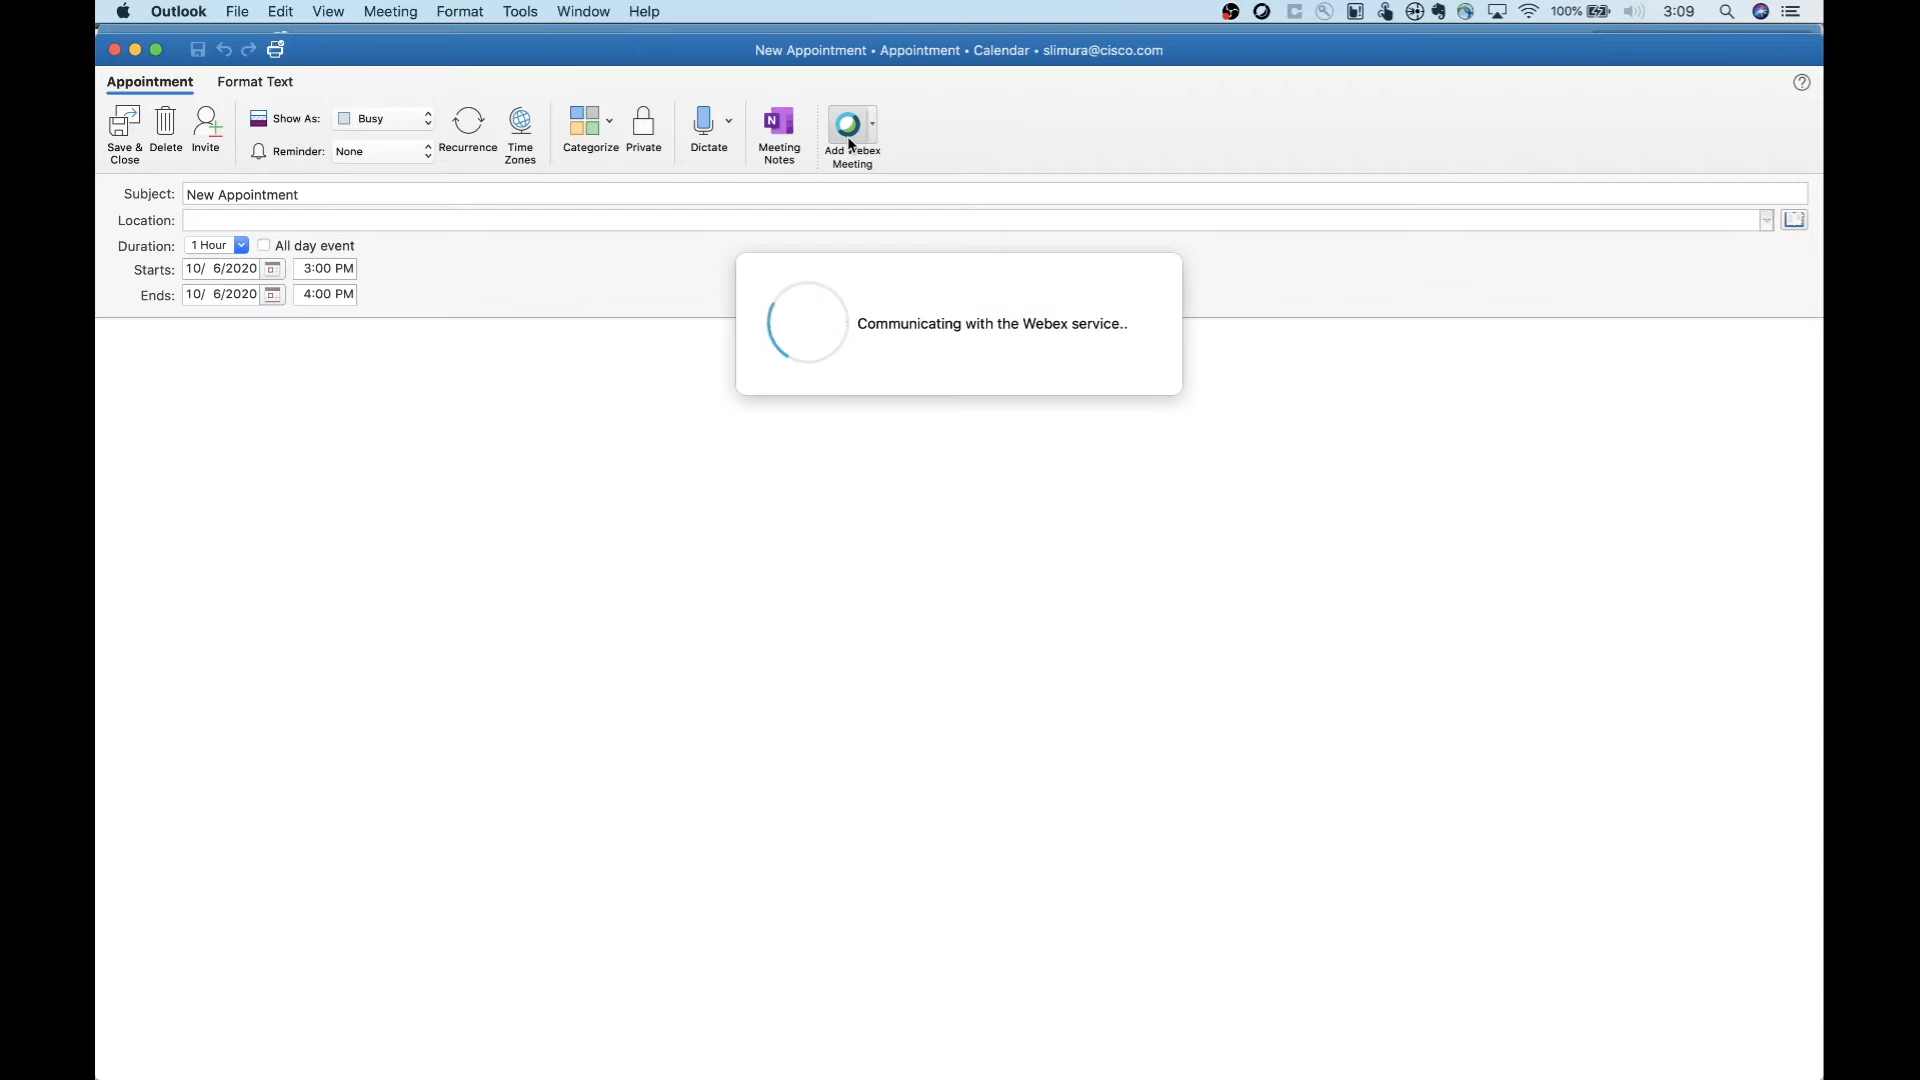 Outlook File Edit View Meeting Format Tools Window Help 100% 3:09
New Appointment • Appointment • Calendar • slimura@cisco.com
Appointment Format Text
Save & Close
Delete
Invite
Show As: Busy
Reminder: None
Recurrence
Time Zones
Categorize
Private
Dictate
N
Meeting Notes
Add Webex Meeting
Subject: New Appointment
Location:
Duration: 1 Hour All day event
Starts: 10/ 6/2020 3:00 PM
Ends: 10/ 6/2020 4:00 PM
Communicating with the Webex service..